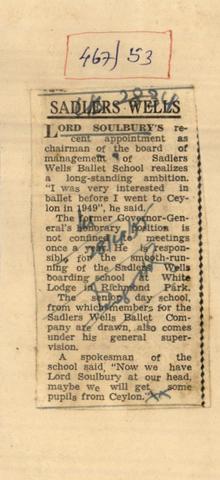 467/53
SADLERS WELLS
LORD SOULBURY'S re-
cent appointment as
chairman of the board of
management of Sadlers
Wells Ballet School realizes
a long-standing ambition.
"I was very interested in
ballet before I went to Cey-
lon in 1949", he said.
The former Governor-Gen-
eral's honorary position is
not confined to meetings
once a year. He is respon-
sible for the smooth-run-
ning of the Sadlers Wells
boarding school at White
Lodge in Richmond Park.
The senior day school,
from which members for the
Sadlers Wells Ballet Com-
pany are drawn, also comes
under his general super-
vision.
A spokesman of the
school said, "Now we have
Lord Soulbury at our head,
maybe we will get some
pupils from Ceylon."